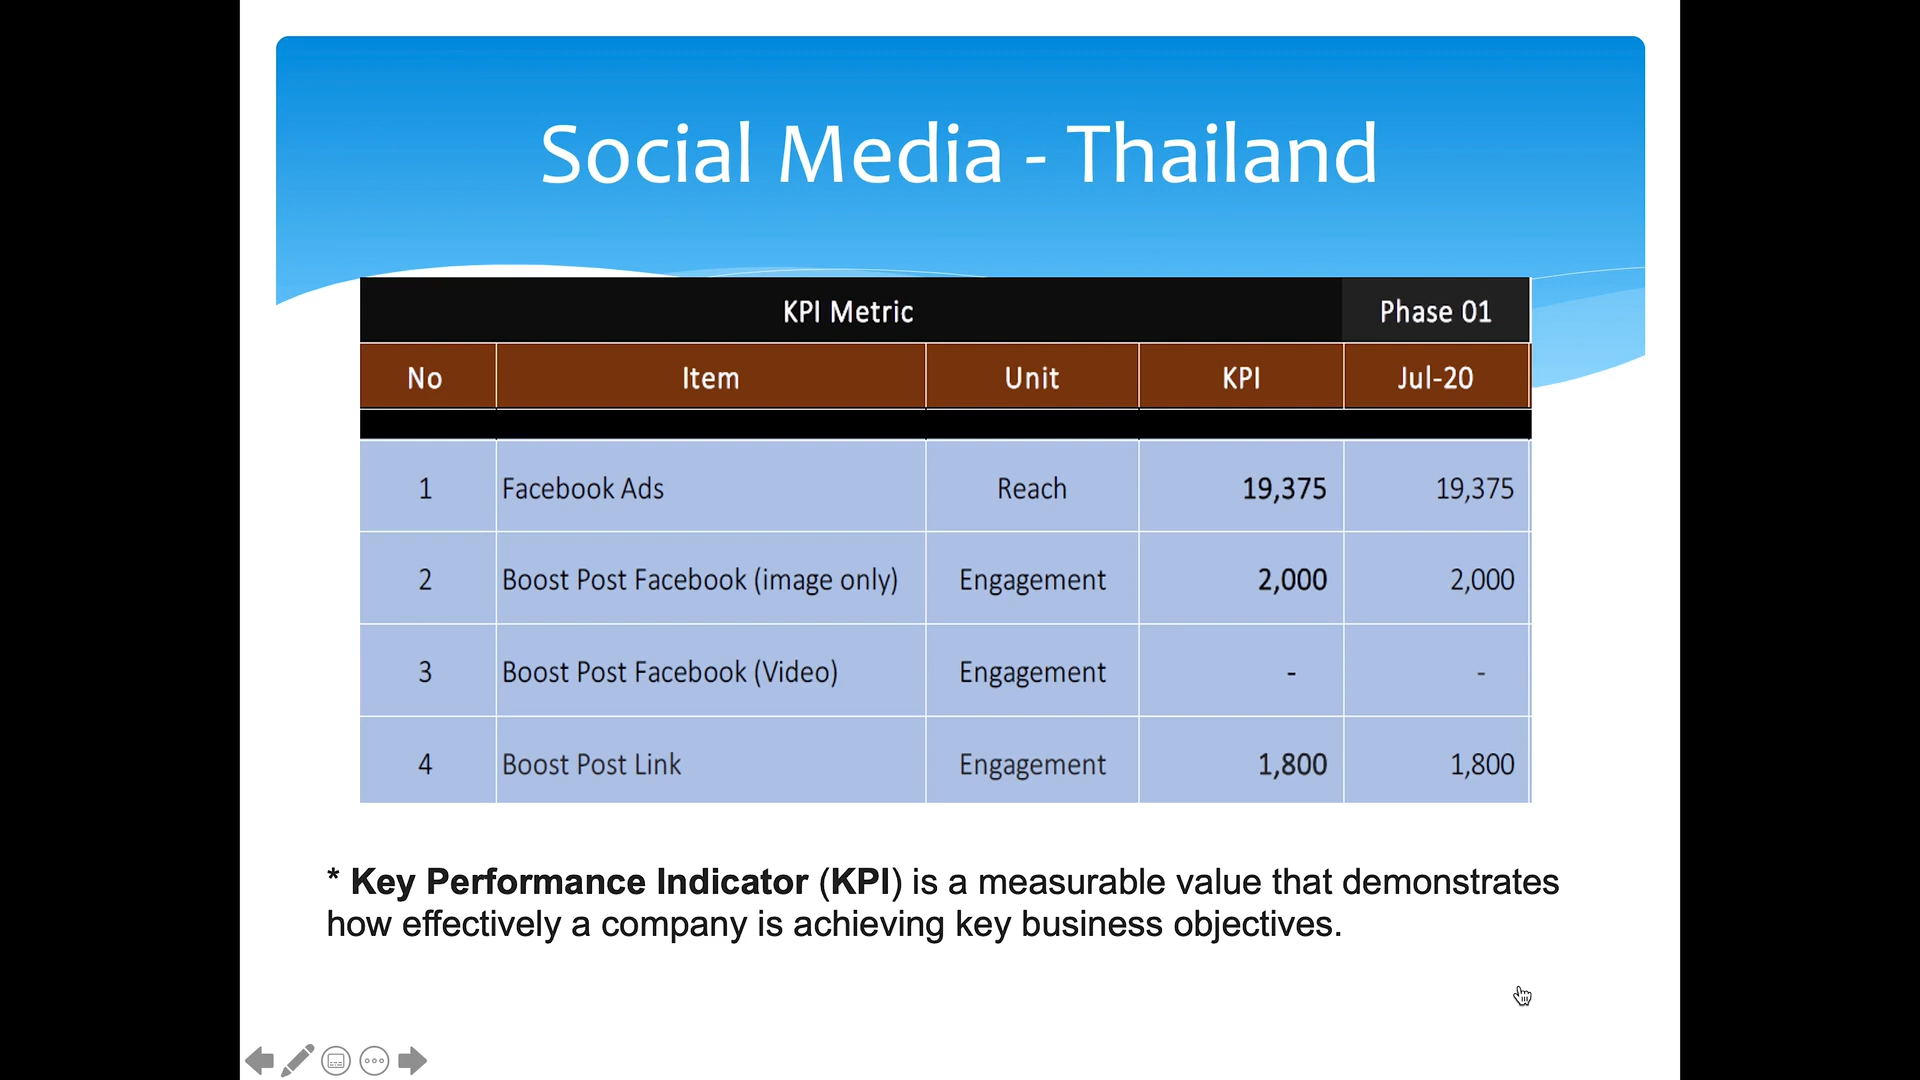 Social Media - Thailand
KPI Metric Phase 01
No Item Unit KPI Jul-20
1 Facebook Ads Reach 19,375 19,375
2 Boost Post Facebook (image only) Engagement 2,000 2,000
3 Boost Post Facebook (Video) Engagement - -
4 Boost Post Link Engagement 1,800 1,800
* Key Performance Indicator (KPI) is a measurable value that demonstrates
how effectively a company is achieving key business objectives.